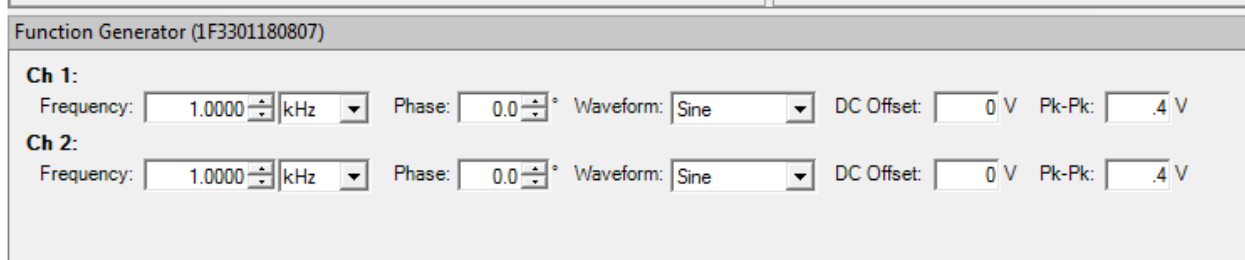 Function Generator (1F3301180807)
Ch 1:
Frequency: 1.0000 kHz Phase: 0.0 ° Waveform: Sine DC Offset: 0 V Pk-Pk: .4 V
Ch 2:
Frequency: 1.0000 kHz Phase: 0.0 ° Waveform: Sine DC Offset: 0 V Pk-Pk: .4 V